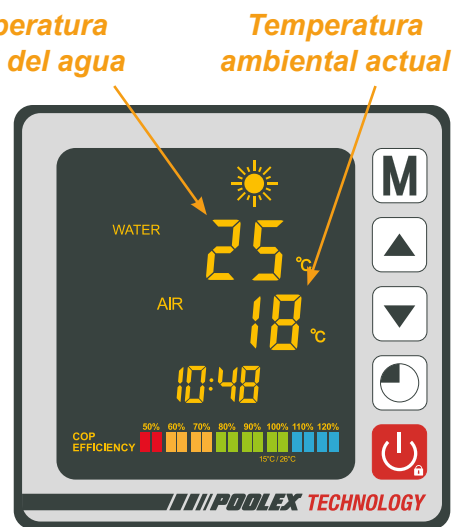 peratura
del agua
Temperatura
ambiental actual
M
WATER 25 °C
AIR 18 °C
10:48
50% 60% 70% 80% 90% 100% 110% 120%
COP
EFFICIENCY
15°C / 26°C
POOLEX TECHNOLOGY